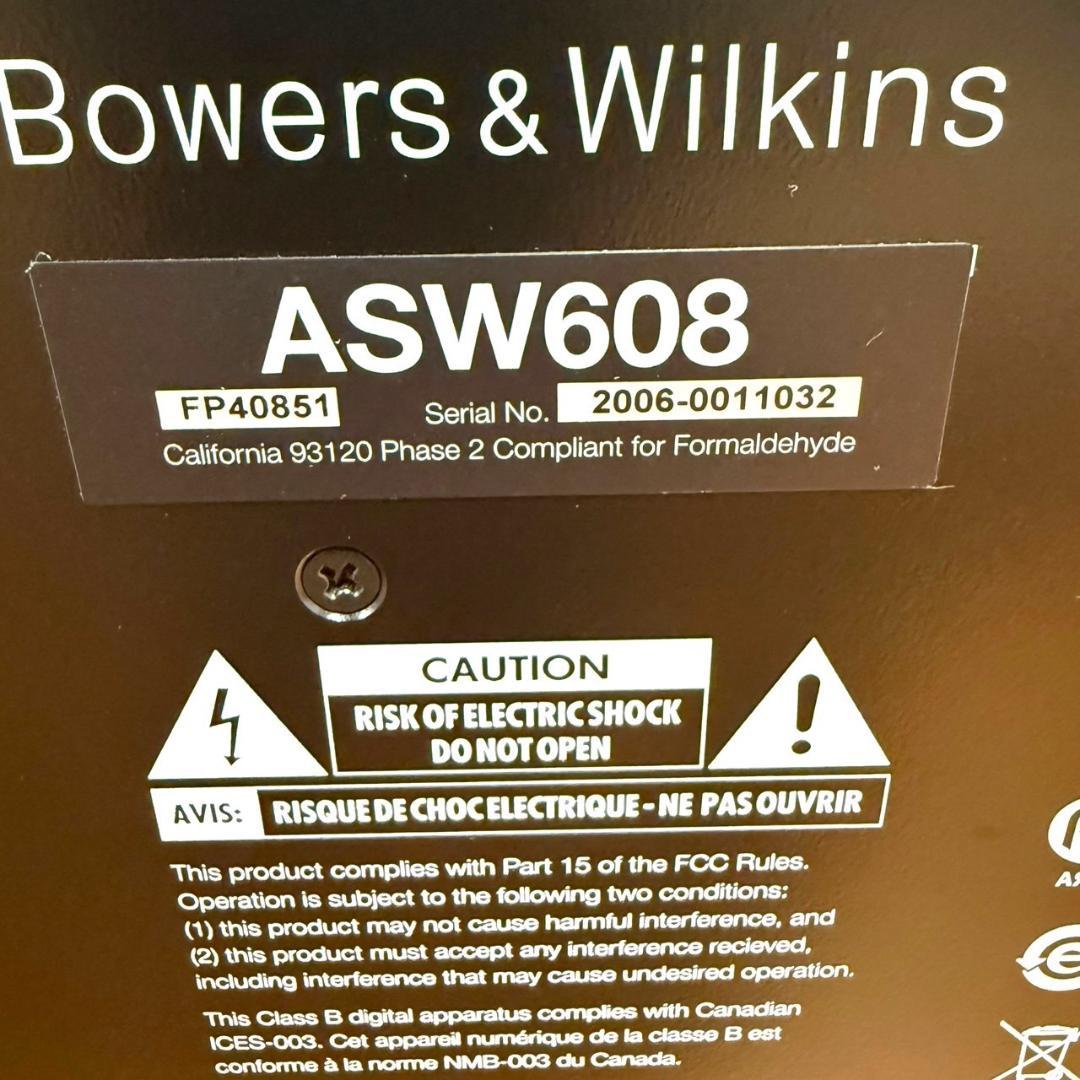 Bowers & Wilkins
ASW608
FP40851 Serial No. 2006-0011032
California 93120 Phase 2 Compliant for Formaldehyde
CAUTION
RISK OF ELECTRIC SHOCK
DO NOT OPEN
AVIS: RISQUE DE CHOC ELECTRIQUE - NE PAS OUVRIR
This product complies with Part 15 of the FCC Rules.
Operation is subject to the following two conditions:
(1) this product may not cause harmful interference, and
(2) this product must accept any interference recieved,
including interference that may cause undesired operation.
This Class B digital apparatus complies with Canadian
ICES-003. Cet appareil numérique de la classe B est
conforme à la norme NMB-003 du Canada.